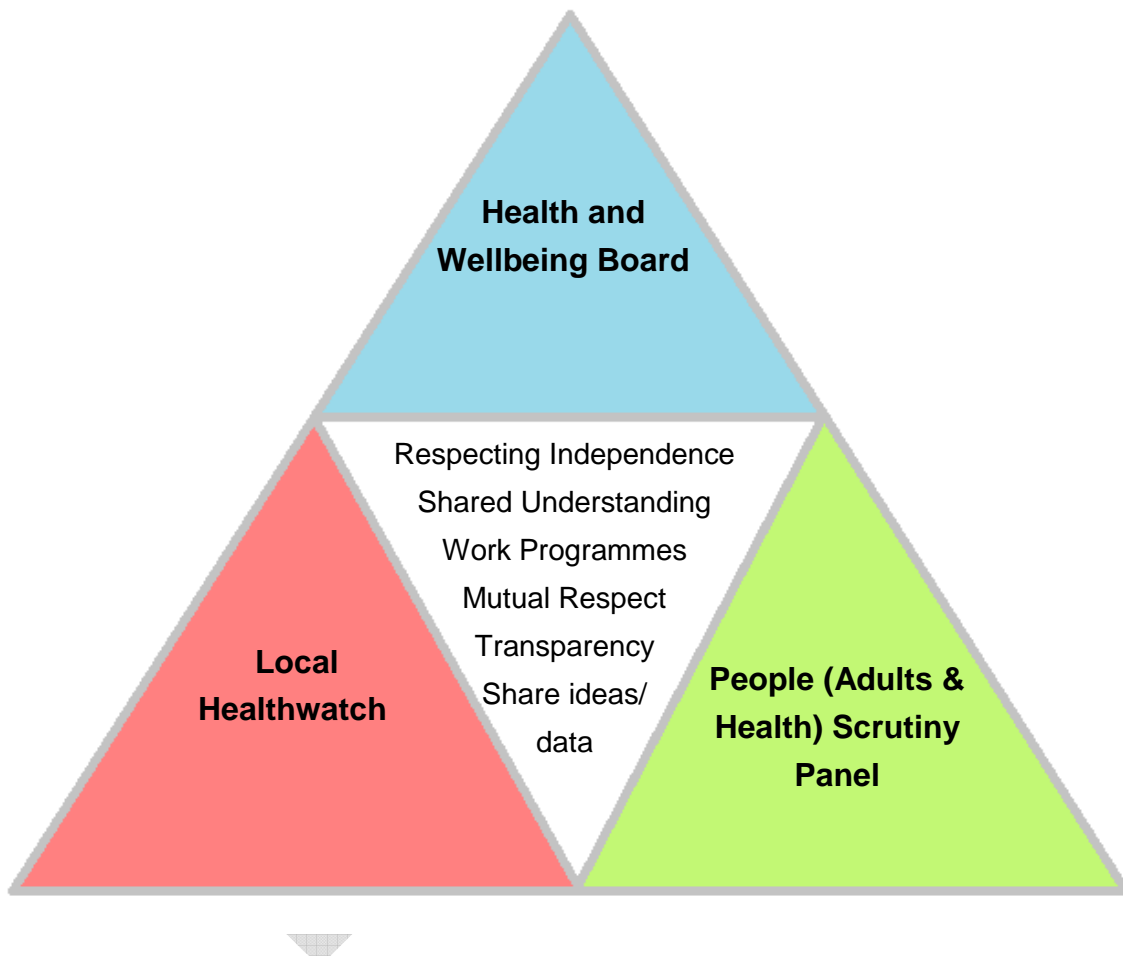 Health and
Wellbeing Board
Respecting Independence
Shared Understanding
Work Programmes
Mutual Respect
Transparency
Share ideas/
data
Local
Healthwatch
People (Adults &
Health) Scrutiny
Panel